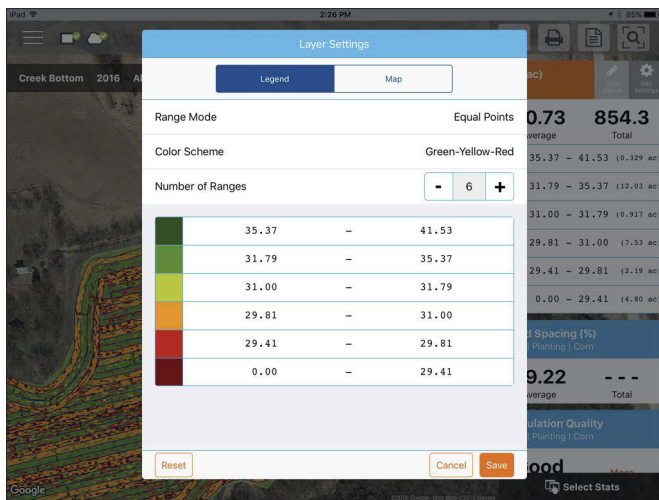 iPad
2:26 PM
85%
Layer Settings
Creek Bottom 2016
ac)
Edit
Settings
Legend
Map
Range Mode
Equal Points
Color Scheme
Green-Yellow-Red
Number of Ranges
- 6 +
35.37 – 41.53
31.79 – 35.37
31.00 – 31.79
29.81 – 31.00
29.41 – 29.81
0.00 – 29.41
Reset
Cancel
Save
0.73
854.3
verage
Total
35.37 – 41.53 (0.329 ac
31.79 – 35.37 (12.03 ac
31.00 – 31.79 (0.917 ac
29.81 – 31.00 (7.53 ac
29.41 – 29.81 (2.19 ac
0.00 – 29.41 (4.80 ac
d Spacing (%)
Planting | Corn
9.22
- - -
verage
Total
ulation Quality
Planting | Corn
ood
More
Select Stats
Google